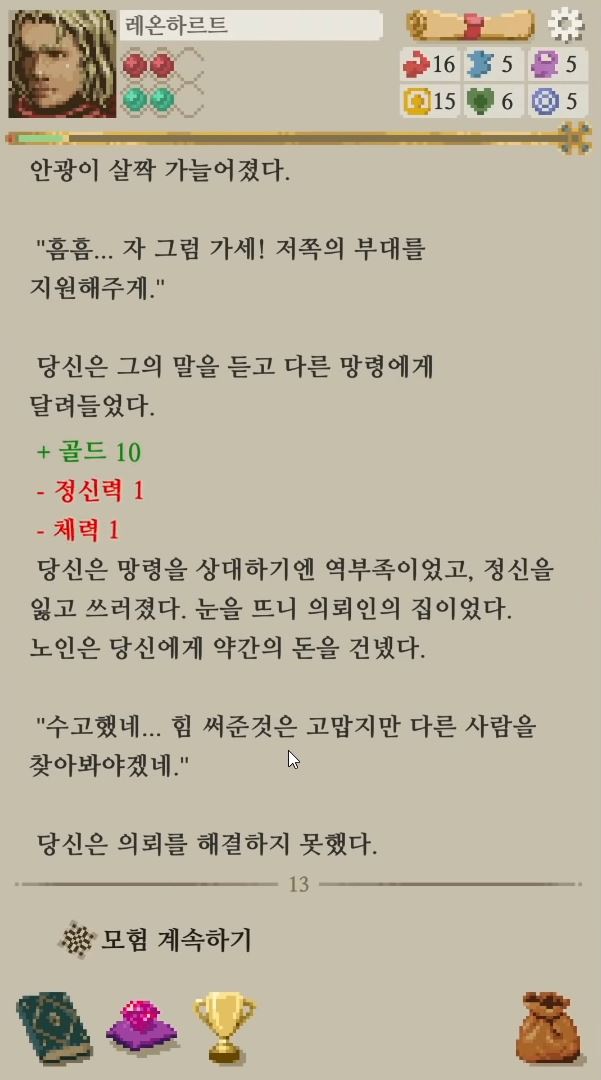 레온하르트
16 5 5
15 6 5
안광이 살짝 가늘어졌다.
"흠흠... 자 그럼 가세! 저쪽의 부대를
지원해주게."
당신은 그의 말을 듣고 다른 망령에게
달려들었다.
+ 골드 10
- 정신력 1
- 체력 1
당신은 망령을 상대하기엔 역부족이었고, 정신을
잃고 쓰러졌다. 눈을 뜨니 의뢰인의 집이었다.
노인은 당신에게 약간의 돈을 건넸다.
"수고했네... 힘 써준것은 고맙지만 다른 사람을
찾아봐야겠네."
당신은 의뢰를 해결하지 못했다.
13
모험 계속하기